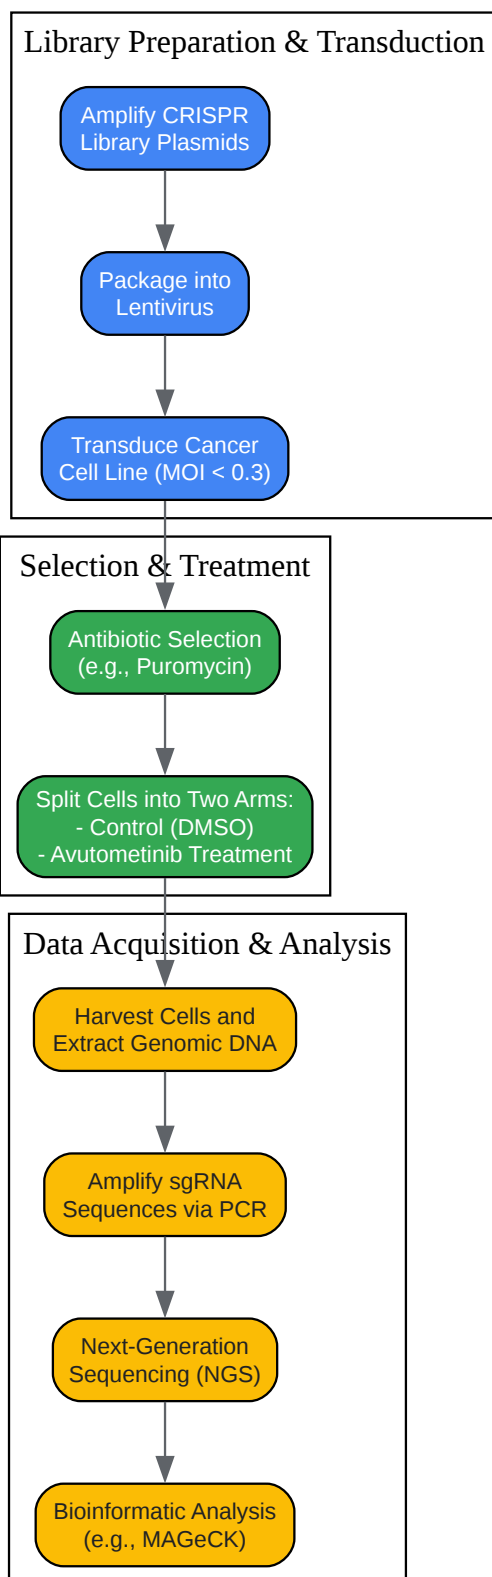 Library Preparation & Transduction
Amplify CRISPR
Library Plasmids
Package into
Lentivirus
Transduce Cancer
Cell Line (MOI < 0.3)
Selection & Treatment
Antibiotic Selection
(e.g., Puromycin)
Split Cells into Two Arms:
- Control (DMSO)
- Avutometinib Treatment
Data Acquisition & Analysis
Harvest Cells and
Extract Genomic DNA
Amplify sgRNA
Sequences via PCR
Next-Generation
Sequencing (NGS)
Bioinformatic Analysis
(e.g., MAGeCK)